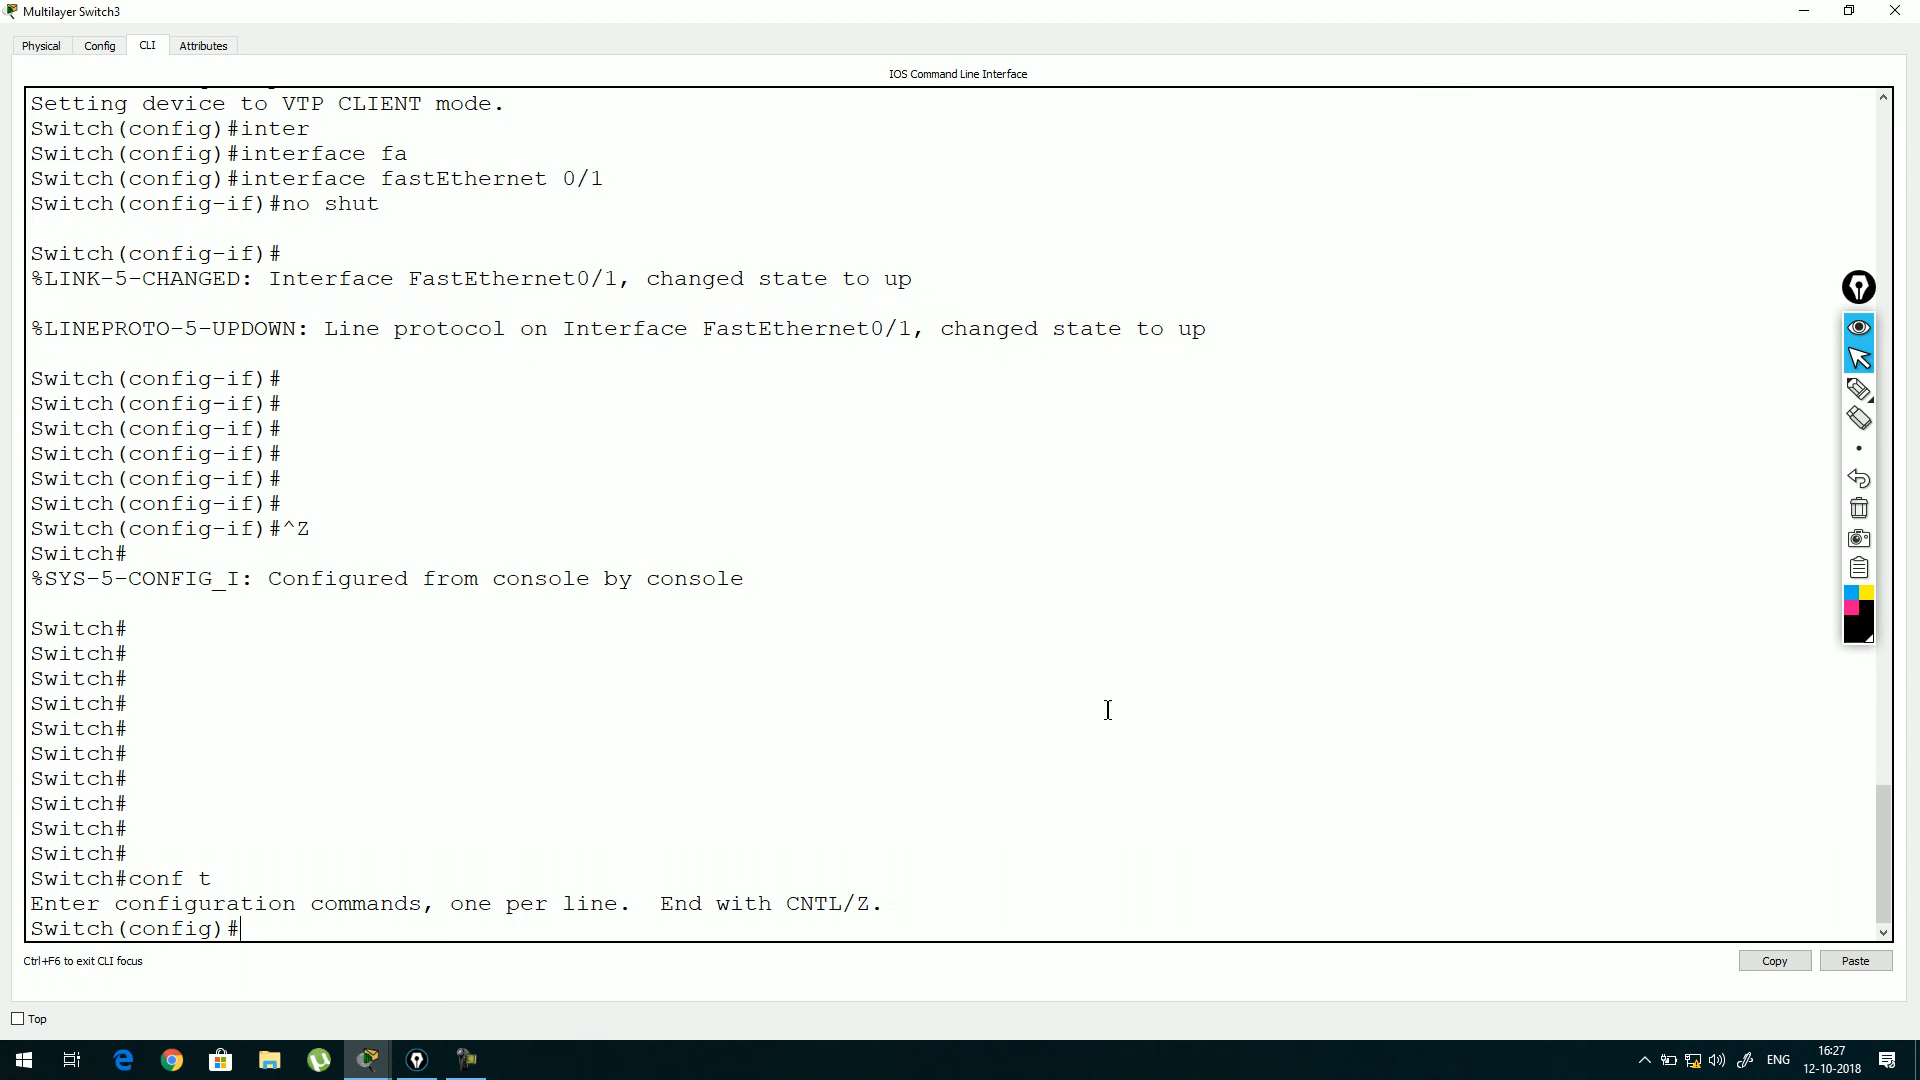 Multilayer Switch3
Physical
Config
CLI
Attributes
IOS Command Line Interface
Setting device to VTP CLIENT mode.
Switch(config)#inter
Switch(config)#interface fa
Switch(config)#interface fastEthernet 0/1
Switch(config-if)#no shut
Switch(config-if)#
%LINK-5-CHANGED: Interface FastEthernet0/1, changed state to up
%LINEPROTO-5-UPDOWN: Line protocol on Interface FastEthernet0/1, changed state to up
Switch(config-if)#
Switch(config-if)#
Switch(config-if)#
Switch(config-if)#
Switch(config-if)#
Switch(config-if)#
Switch(config-if)#^Z
Switch#
%SYS-5-CONFIG_I: Configured from console by console
Switch#
Switch#
Switch#
Switch#
Switch#
Switch#
Switch#
Switch#
Switch#
Switch#
Switch#conf t
Enter configuration commands, one per line.  End with CNTL/Z.
Switch(config)#
Ctrl+F6 to exit CLI focus
Copy
Paste
Top
ENG
16:27
12-10-2018